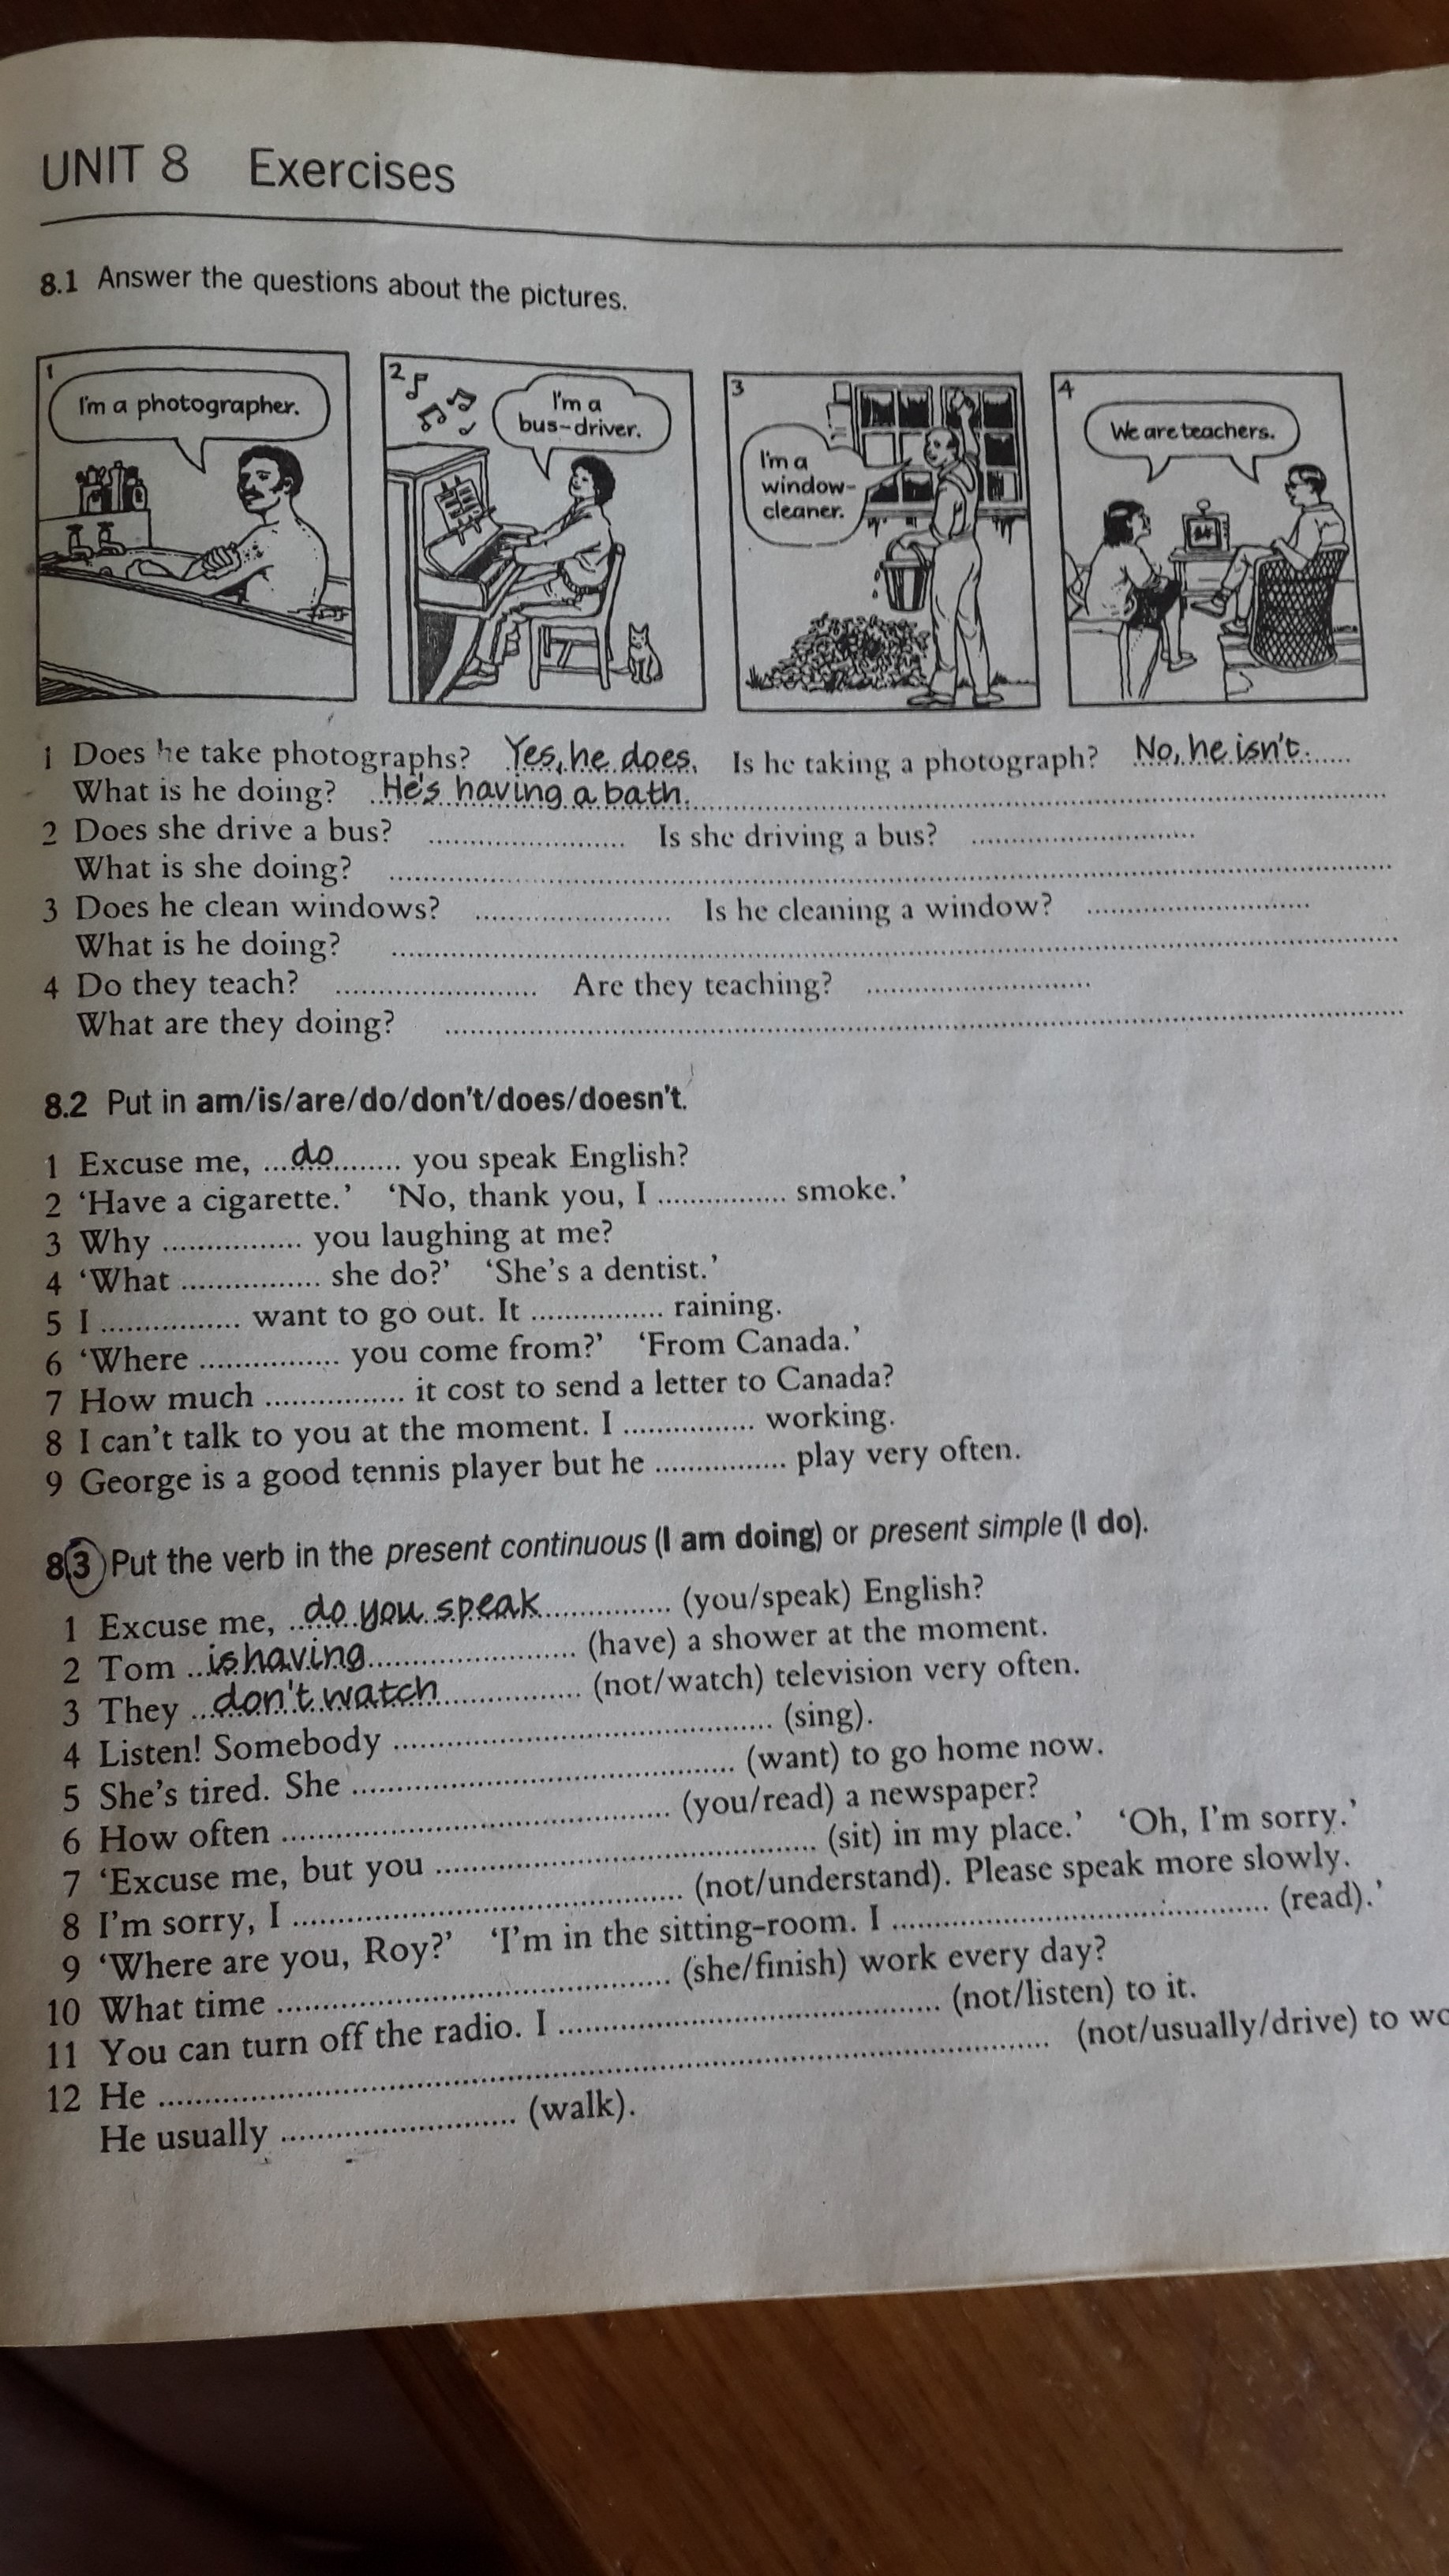 UNIT 8 Exercises
8.1 Answer the questions about the pictures.
1
I'm a photographer.
2
I'm a
bus-driver.
3
I'm a
window-
cleaner.
4
We are teachers.
1 Does he take photographs? Yes, he does. Is he taking a photograph? No, he isn't.
What is he doing? He's having a bath.
2 Does she drive a bus? ........................ Is she driving a bus? ........................
What is she doing? ........................
3 Does he clean windows? ........................ Is he cleaning a window? ........................
What is he doing? ........................
4 Do they teach? ........................ Are they teaching? ........................
What are they doing? ........................
8.2 Put in am/is/are/do/don't/does/doesn't.
1 Excuse me, ...do......... you speak English?
2 'Have a cigarette.' 'No, thank you, I ............... smoke.'
3 Why ............... you laughing at me?
4 'What ............... she do?' 'She's a dentist.'
5 I ............... want to go out. It ............... raining.
6 'Where ............... you come from?' 'From Canada.'
7 How much ............... it cost to send a letter to Canada?
8 I can't talk to you at the moment. I ............... working.
9 George is a good tennis player but he ............... play very often.
8.3 Put the verb in the present continuous (I am doing) or present simple (I do).
1 Excuse me, ...do you speak............... (you/speak) English?
2 Tom ...is having............... (have) a shower at the moment.
3 They ...don't watch............... (not/watch) television very often.
4 Listen! Somebody ........................ (sing).
5 She's tired. She ........................ (want) to go home now.
6 How often ........................ (you/read) a newspaper?
7 'Excuse me, but you ........................ (sit) in my place.' 'Oh, I'm sorry.'
8 I'm sorry, I ........................ (not/understand). Please speak more slowly.
9 'Where are you, Roy?' 'I'm in the sitting-room. I ........................ (read).'
10 What time ........................ (she/finish) work every day?
11 You can turn off the radio. I ........................ (not/listen) to it.
12 He ........................ (not/usually/drive) to wo
He usually ........................ (walk).